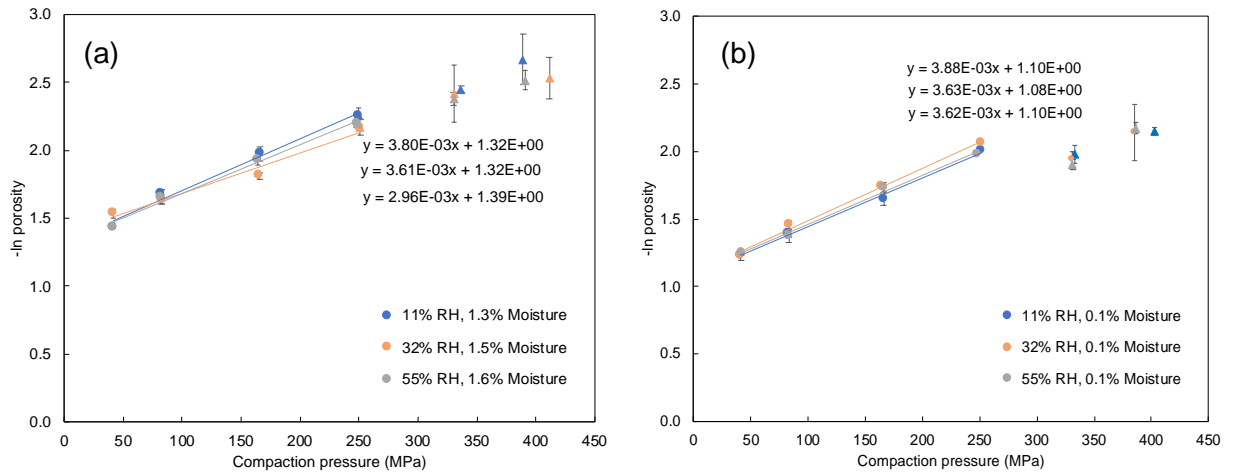 (a)
-ln porosity
3.0
2.5
2.0
1.5
1.0
0.5
0.0
y = 3.80E-03x + 1.32E+00
y = 3.61E-03x + 1.32E+00
y = 2.96E-03x + 1.39E+00
11% RH, 1.3% Moisture
32% RH, 1.5% Moisture
55% RH, 1.6% Moisture
0 50 100 150 200 250 300 350 400 450
Compaction pressure (MPa)
(b)
-ln porosity
3.0
2.5
2.0
1.5
1.0
0.5
0.0
y = 3.88E-03x + 1.10E+00
y = 3.63E-03x + 1.08E+00
y = 3.62E-03x + 1.10E+00
11% RH, 0.1% Moisture
32% RH, 0.1% Moisture
55% RH, 0.1% Moisture
0 50 100 150 200 250 300 350 400 450
Compaction pressure (MPa)